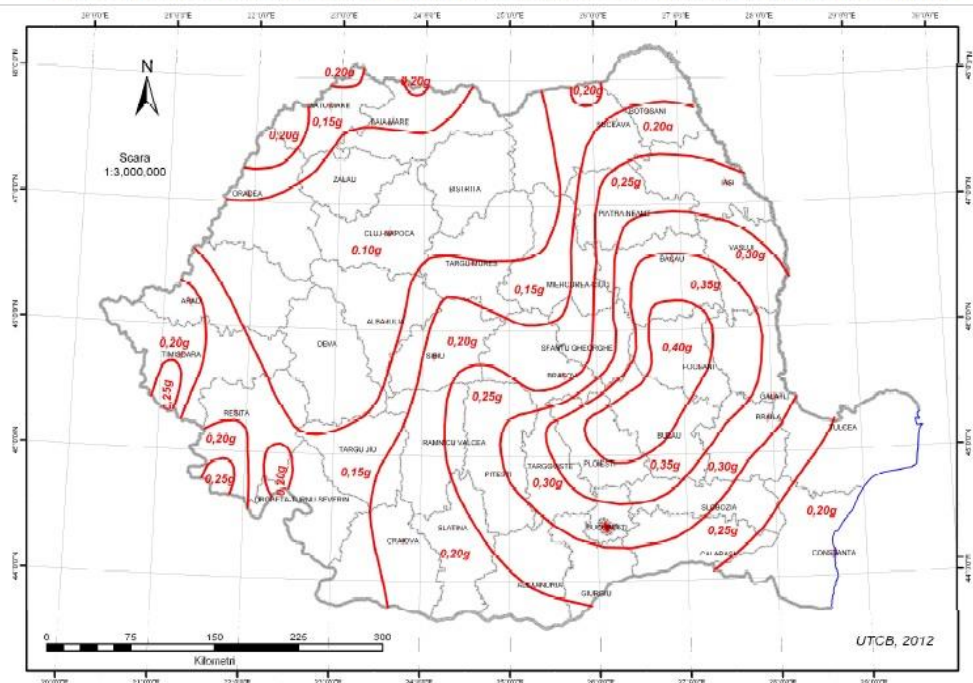 N
Scara
1:3,000,000
0.20g
0,20g
0,20g
SATU MARE
0,15g
BAIA MARE
0,20g
BOTOSANI
SUCEAVA
0,20g
ORADEA
ZALAU
BISTRITA
0,25g
IASI
PIATRA NEAMT
CLUJ-NAPOCA
0.10g
VASLUI
0,30g
TARGU-MURES
BACAU
0,15g
MIERCUREA-CIUC
0,35g
ARAD
ALBA-IULIA
0,20g
TIMISOARA
DEVA
0,20g
SIBIU
SFANTU GHEORGHE
0,40g
FOCSANI
BRASOV
0,25g
0,25g
RESITA
GALATI
BRAILA
TULCEA
0,20g
TARGU JIU
RAMNICU VALCEA
BUZAU
0,25g
0,20g
0,15g
PITESTI
TARGOVISTE
PLOIESTI
0,35g
0,30g
0,30g
DROBETA-TURNU SEVERIN
SLOBOZIA
0,20g
SLATINA
BUCURESTI
0,25g
CRAIOVA
0,20g
CALARASI
CONSTANTA
ALEXANDRIA
GIURGIU
0 75 150 225 300
Kilometri
UTCB, 2012